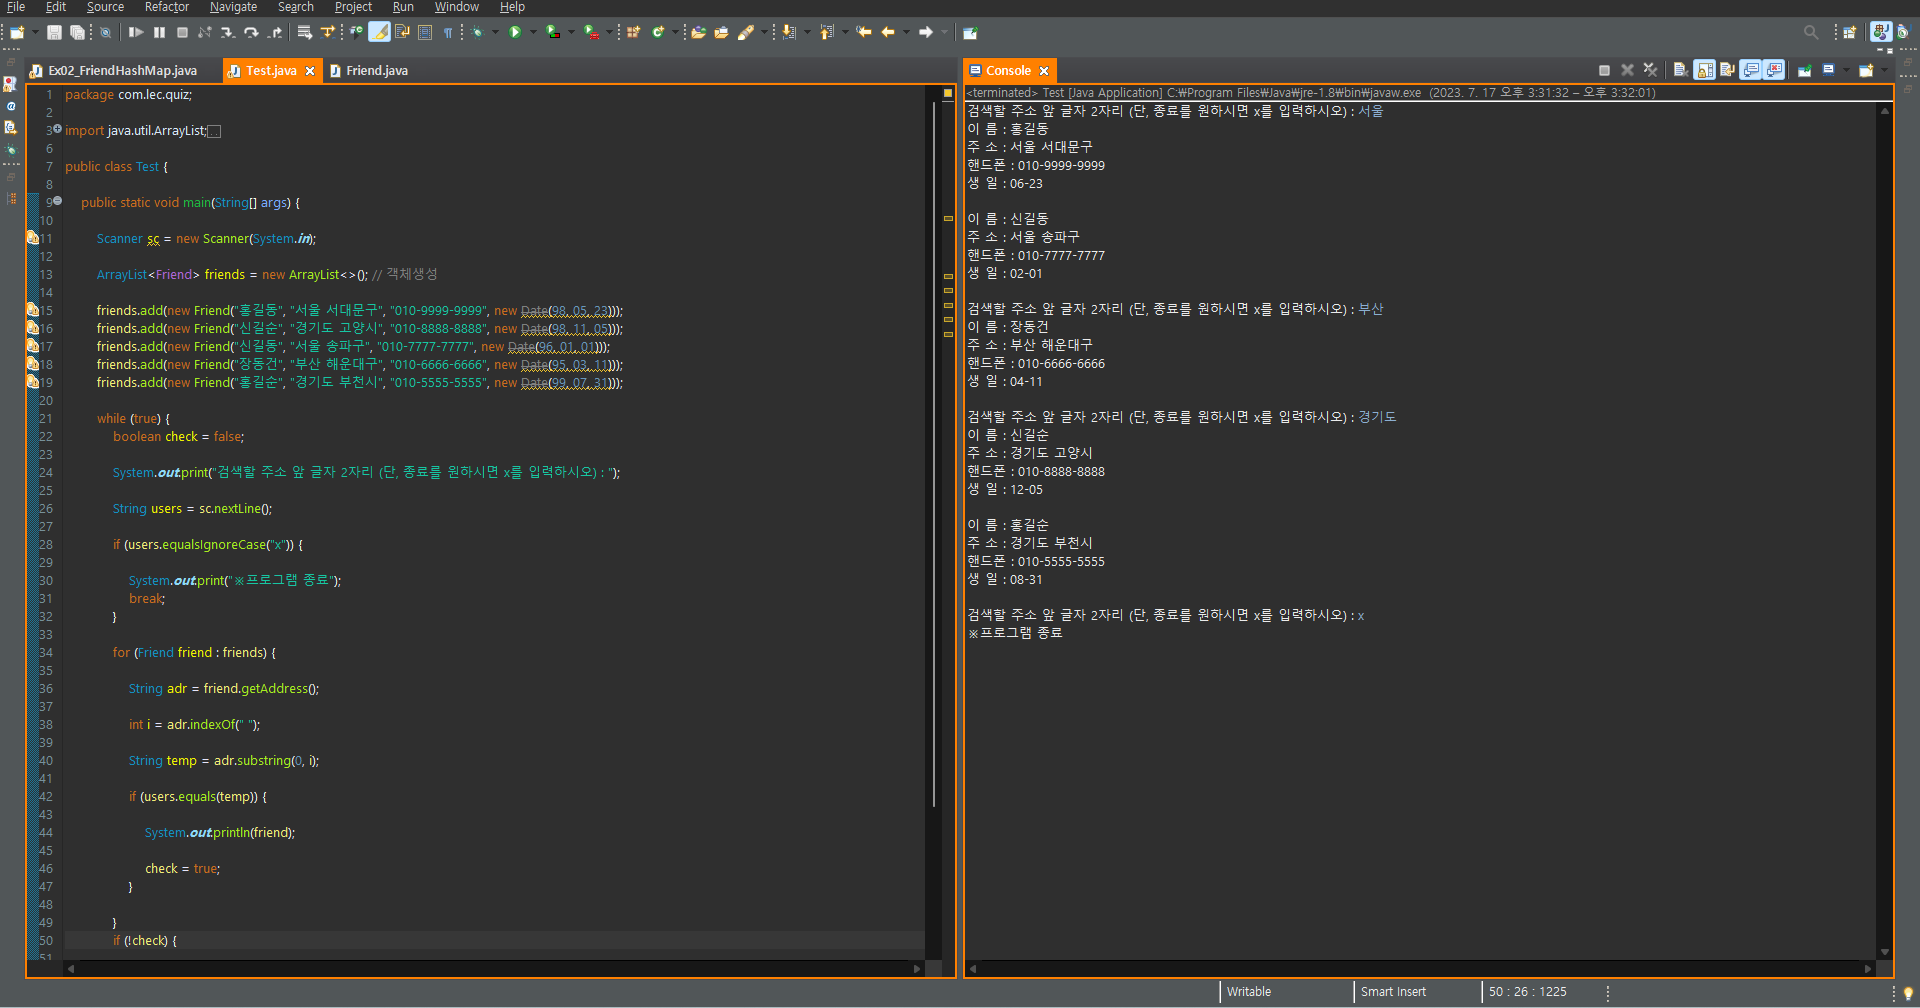 File Edit Source Refactor Navigate Search Project Run Window Help
Ex02_FriendHashMap.java Test.java Friend.java
1 package com.lec.quiz;
2
3 import java.util.ArrayList;
6
7 public class Test {
8
9 public static void main(String[] args) {
10
11 Scanner sc = new Scanner(System.in);
12
13 ArrayList<Friend> friends = new ArrayList<>(); // 객체생성
14
15 friends.add(new Friend("홍길동", "서울 서대문구", "010-9999-9999", new Date(98, 05, 23)));
16 friends.add(new Friend("신길순", "경기도 고양시", "010-8888-8888", new Date(98, 11, 05)));
17 friends.add(new Friend("신길동", "서울 송파구", "010-7777-7777", new Date(96, 01, 01)));
18 friends.add(new Friend("장동건", "부산 해운대구", "010-6666-6666", new Date(95, 03, 11)));
19 friends.add(new Friend("홍길순", "경기도 부천시", "010-5555-5555", new Date(99, 07, 31)));
20
21 while (true) {
22 boolean check = false;
23
24 System.out.print("검색할 주소 앞 글자 2자리 (단, 종료를 원하시면 x를 입력하시오) : ");
25
26 String users = sc.nextLine();
27
28 if (users.equalsIgnoreCase("x")) {
29
30 System.out.print("※프로그램 종료");
31 break;
32 }
33
34 for (Friend friend : friends) {
35
36 String adr = friend.getAddress();
37
38 int i = adr.indexOf(" ");
39
40 String temp = adr.substring(0, i);
41
42 if (users.equals(temp)) {
43
44 System.out.println(friend);
45
46 check = true;
47 }
48
49 }
50 if (!check) {
51
Console
<terminated> Test [Java Application] C:₩Program Files₩Java₩jre-1.8₩bin₩javaw.exe (2023. 7. 17 오후 3:31:32 – 오후 3:32:01)
검색할 주소 앞 글자 2자리 (단, 종료를 원하시면 x를 입력하시오) : 서울
이 름 : 홍길동
주 소 : 서울 서대문구
핸드폰 : 010-9999-9999
생 일 : 06-23
이 름 : 신길동
주 소 : 서울 송파구
핸드폰 : 010-7777-7777
생 일 : 02-01
검색할 주소 앞 글자 2자리 (단, 종료를 원하시면 x를 입력하시오) : 부산
이 름 : 장동건
주 소 : 부산 해운대구
핸드폰 : 010-6666-6666
생 일 : 04-11
검색할 주소 앞 글자 2자리 (단, 종료를 원하시면 x를 입력하시오) : 경기도
이 름 : 신길순
주 소 : 경기도 고양시
핸드폰 : 010-8888-8888
생 일 : 12-05
이 름 : 홍길순
주 소 : 경기도 부천시
핸드폰 : 010-5555-5555
생 일 : 08-31
검색할 주소 앞 글자 2자리 (단, 종료를 원하시면 x를 입력하시오) : x
※프로그램 종료
Writable Smart Insert 50 : 26 : 1225